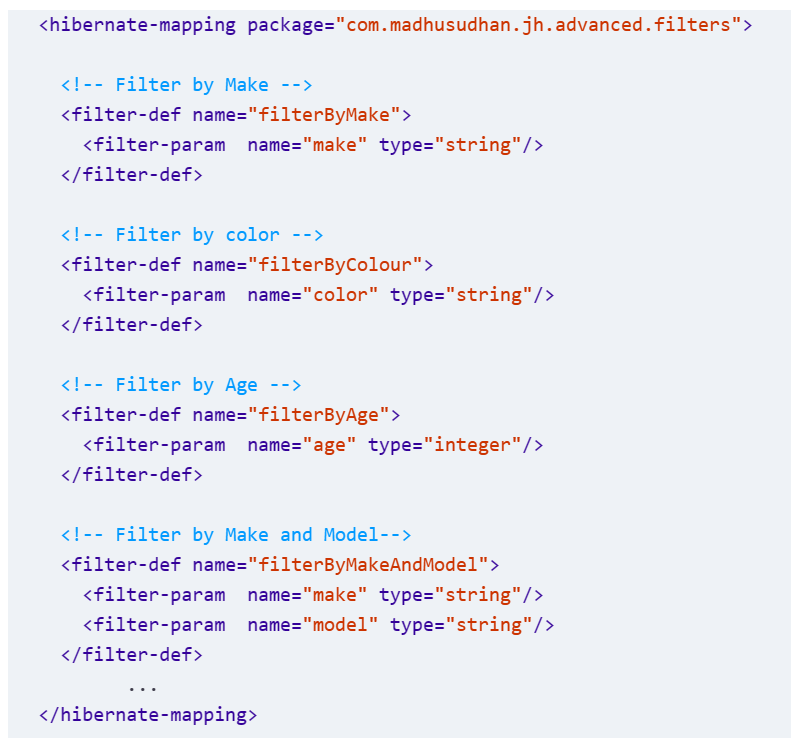 <hibernate-mapping package="com.madhusudhan.jh.advanced.filters">
<!-- Filter by Make -->
<filter-def name="filterByMake">
<filter-param  name="make" type="string"/>
</filter-def>
<!-- Filter by color -->
<filter-def name="filterByColour">
<filter-param  name="color" type="string"/>
</filter-def>
<!-- Filter by Age -->
<filter-def name="filterByAge">
<filter-param  name="age" type="integer"/>
</filter-def>
<!-- Filter by Make and Model-->
<filter-def name="filterByMakeAndModel">
<filter-param  name="make" type="string"/>
<filter-param  name="model" type="string"/>
</filter-def>
...
</hibernate-mapping>